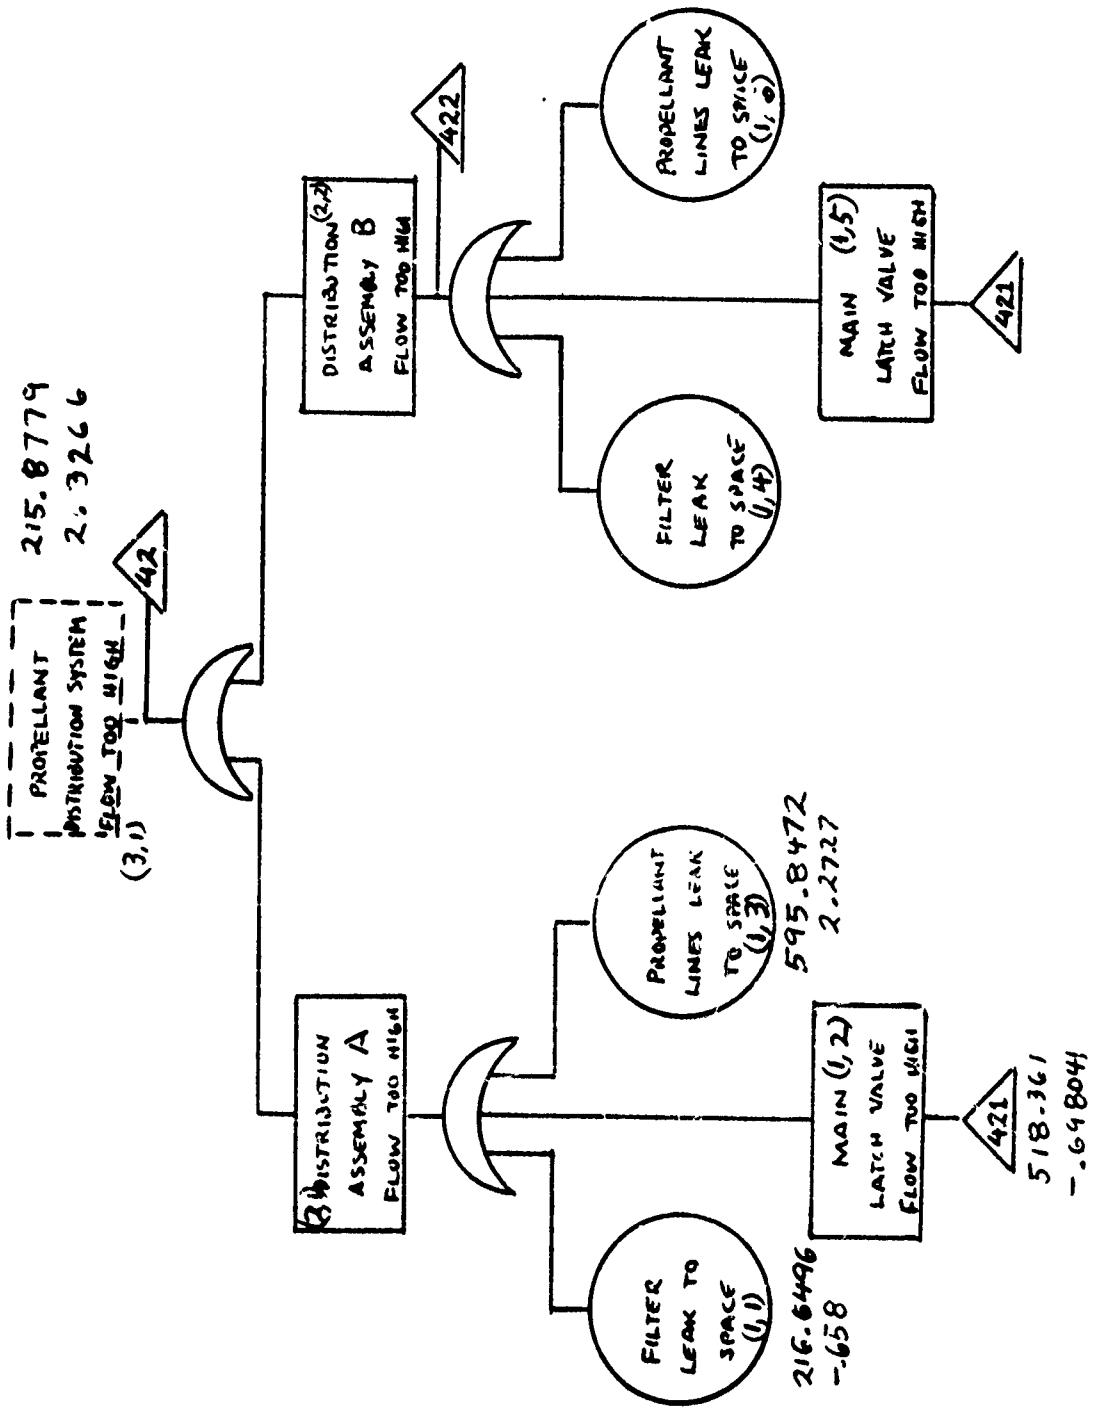 PROPELLANT
DISTRIBUTION SYSTEM
FLOW TOO HIGH
(3,1)
215.8779
2.3266
42
DISTRIBUTION
ASSEMBLY A
FLOW TOO HIGH
DISTRIBUTION (2,2)
ASSEMBLY B
FLOW TOO HIGH
422
FILTER
LEAK TO
SPACE
(1,1)
216.6496
-.658
MAIN (1,2)
LATCH VALVE
FLOW TOO HIGH
421
518.361
-.698041
PROPELLANT
LINES LEAK
TO SPACE
(1,3)
595.8472
2.2727
FILTER
LEAK
TO SPACE
(1,4)
MAIN (1,5)
LATCH VALVE
FLOW TOO HIGH
421
PROPELLANT
LINES LEAK
TO SPACE